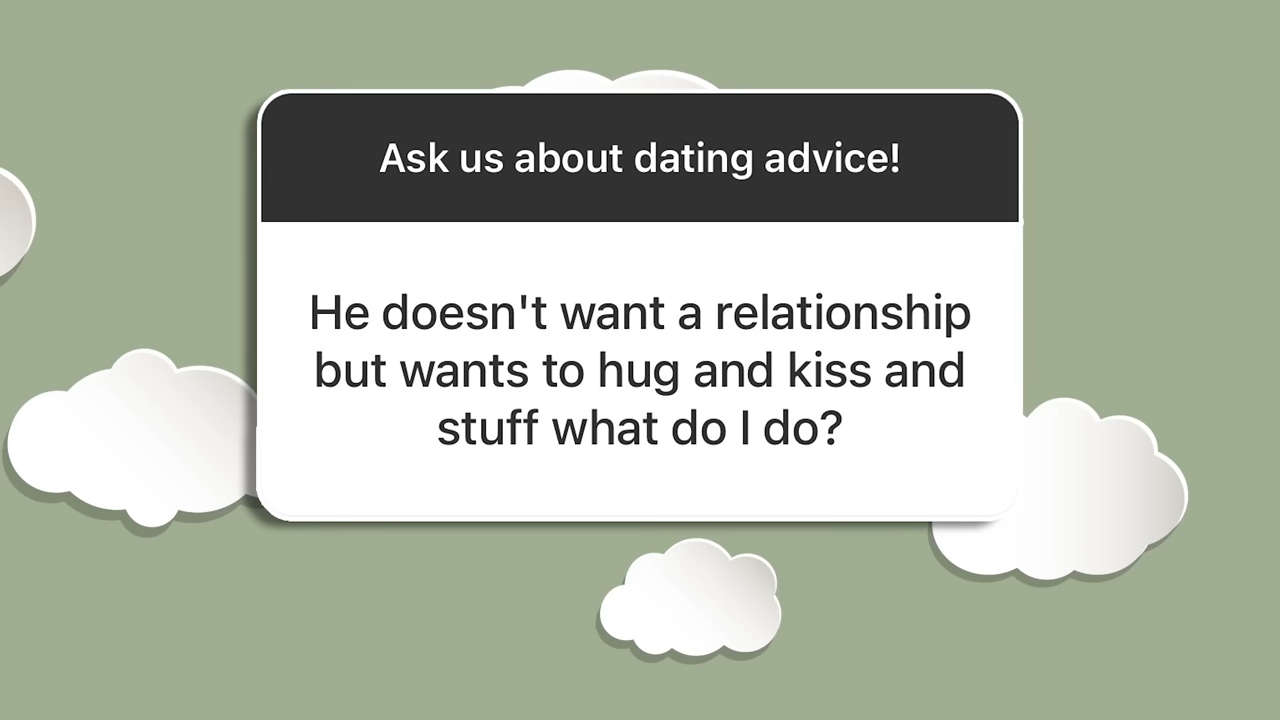 Ask us about dating advice!
He doesn't want a relationship
but wants to hug and kiss and
stuff what do I do?